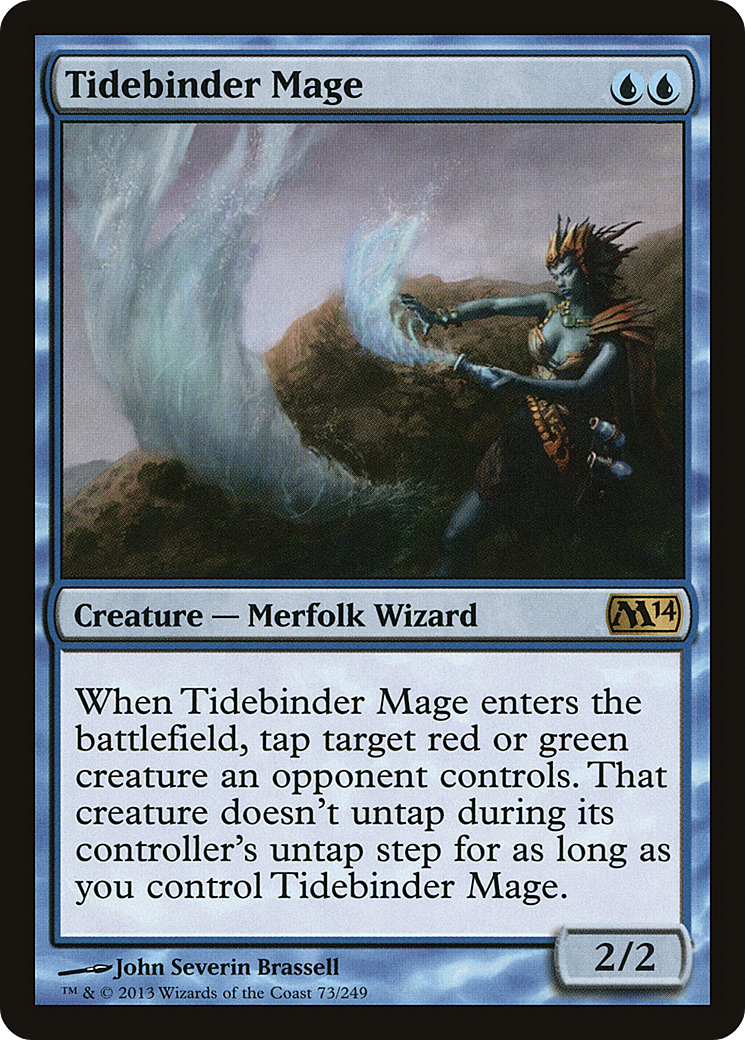 Tidebinder Mage
Creature — Merfolk Wizard
M14
When Tidebinder Mage enters the
battlefield, tap target red or green
creature an opponent controls. That
creature doesn't untap during its
controller's untap step for as long as
you control Tidebinder Mage.
2/2
John Severin Brassell
™ & © 2013 Wizards of the Coast 73/249